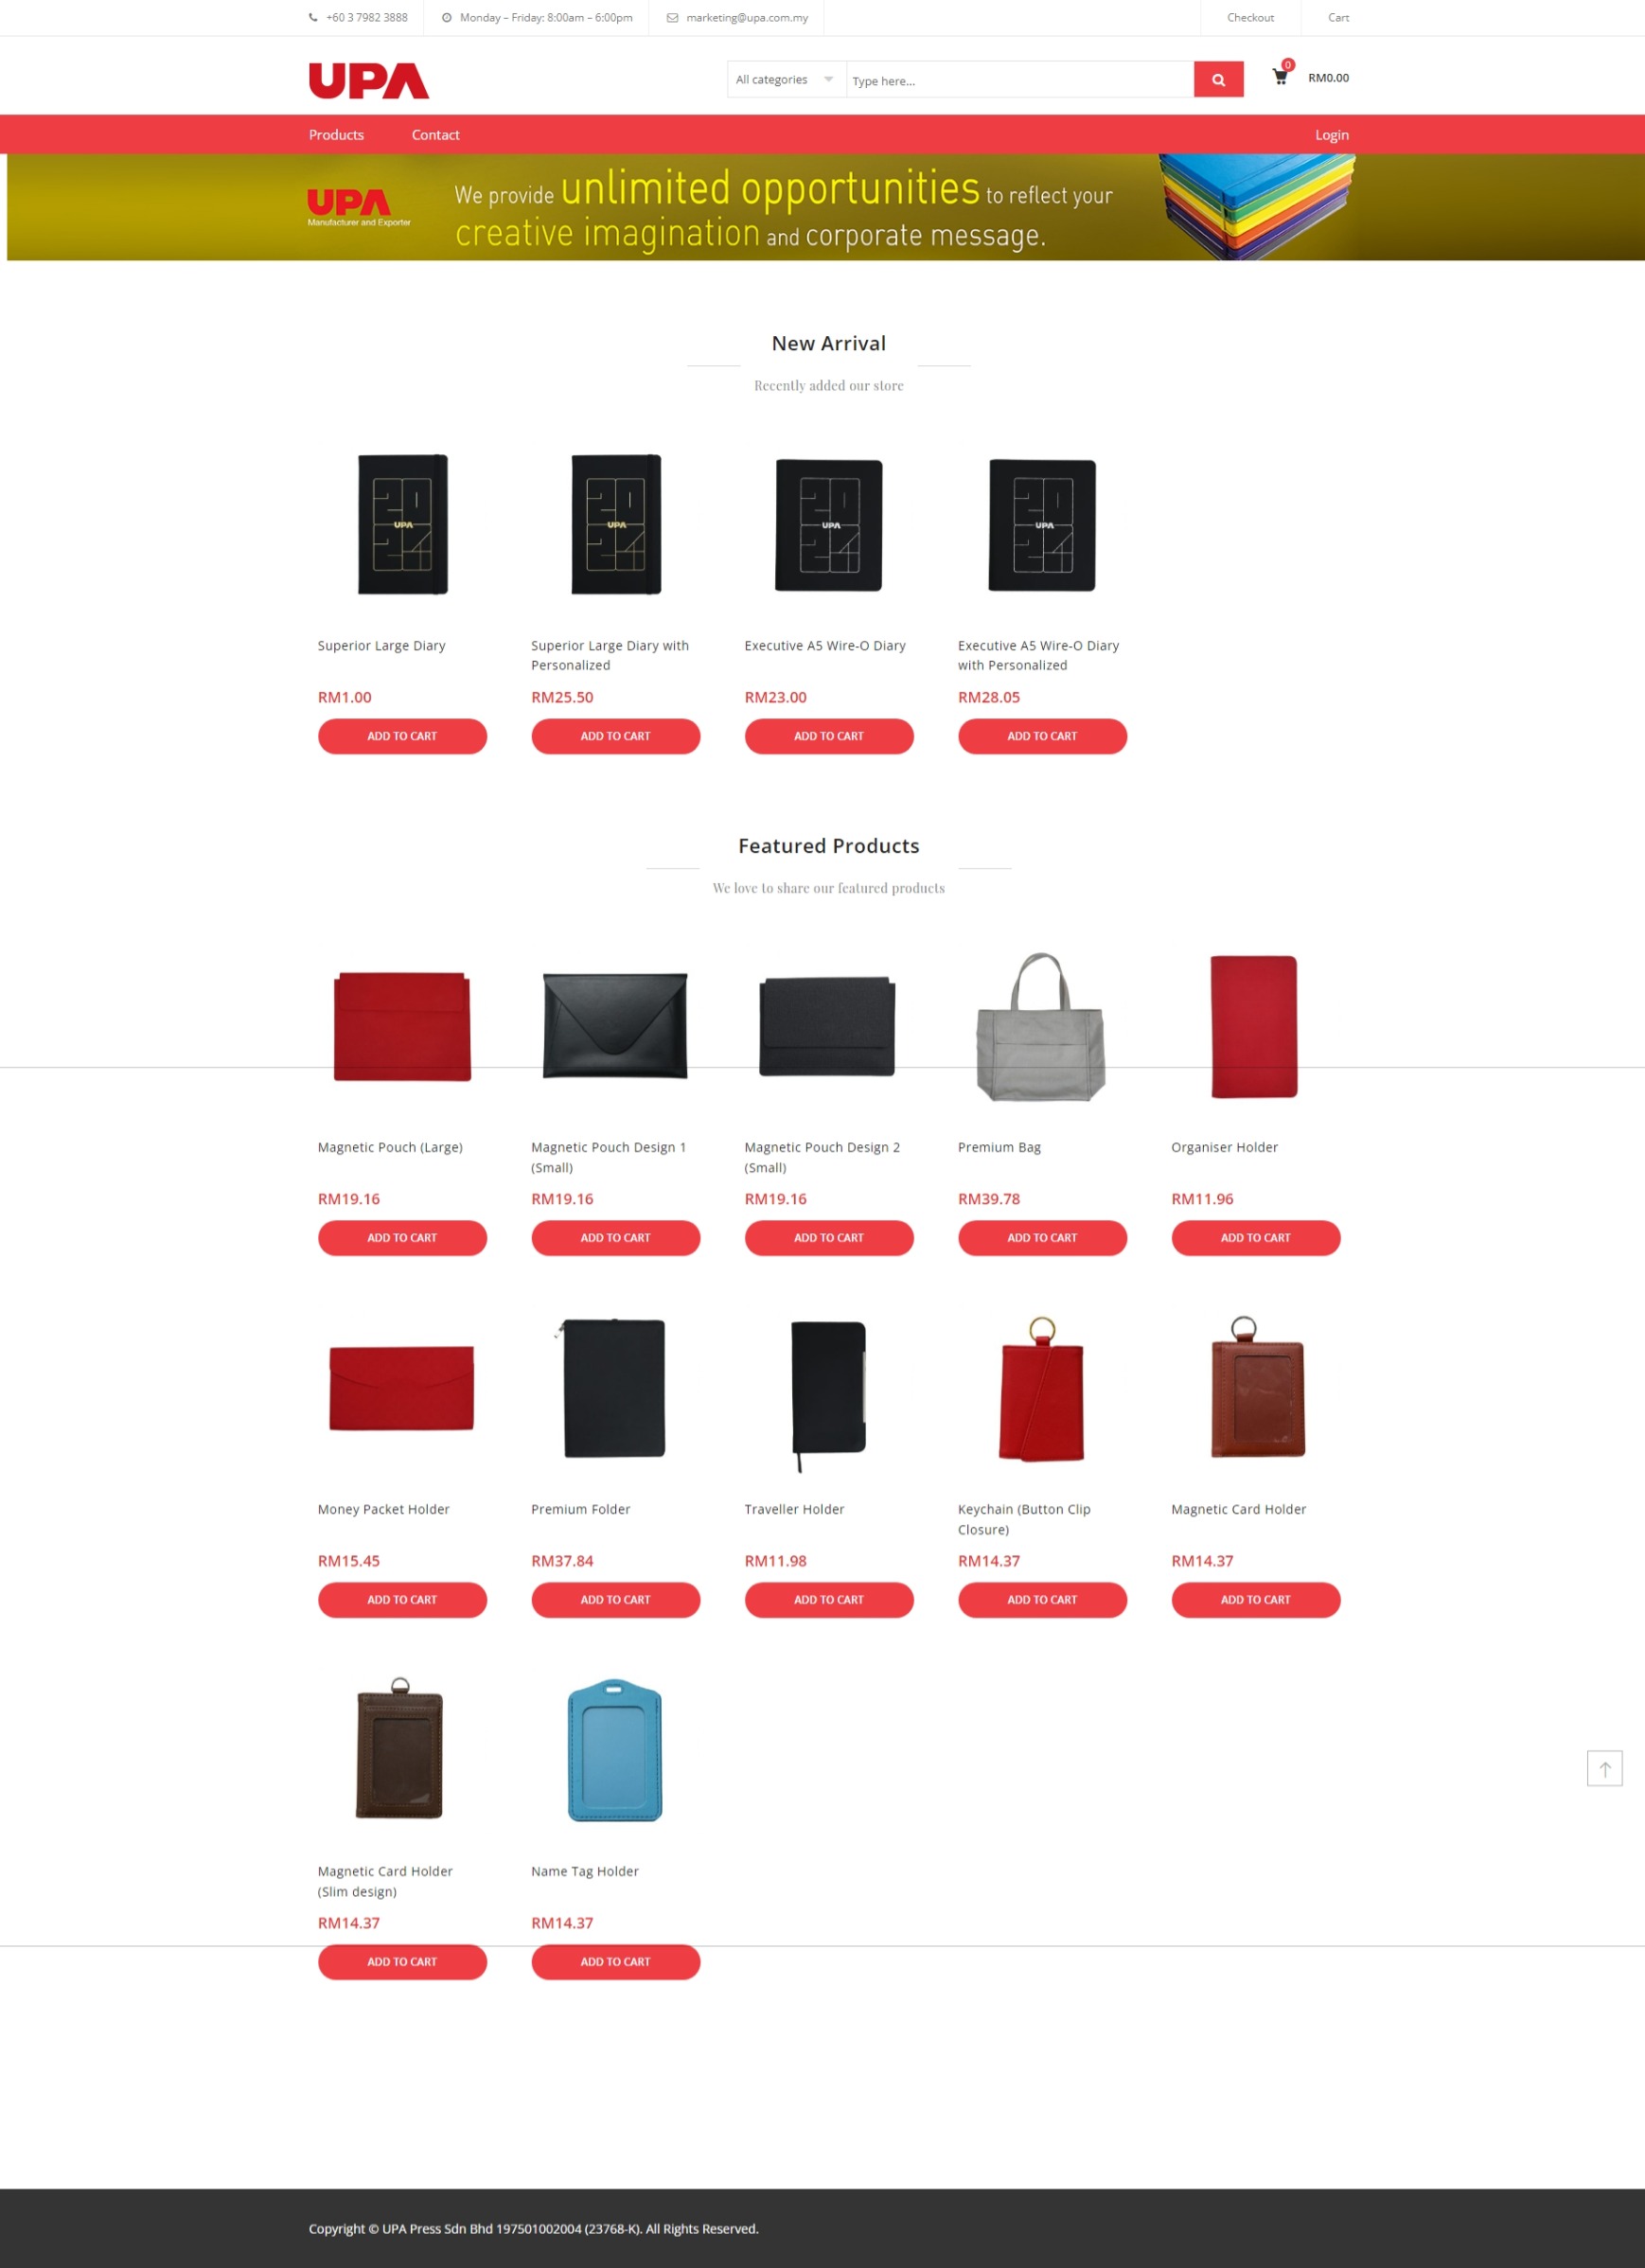 +60 3 7982 3888
Monday – Friday: 8:00am – 6:00pm
marketing@upa.com.my
Checkout
Cart
UPA
All categories
Type here...
0
RM0.00
Products
Contact
Login
UPA
Manufacturer and Exporter
We provide unlimited opportunities to reflect your
creative imagination and corporate message.
New Arrival
Recently added our store
2024
UPA
2024
UPA
2024
UPA
2024
UPA
Superior Large Diary
RM1.00
ADD TO CART
Superior Large Diary with
Personalized
RM25.50
ADD TO CART
Executive A5 Wire-O Diary
RM23.00
ADD TO CART
Executive A5 Wire-O Diary
with Personalized
RM28.05
ADD TO CART
Featured Products
We love to share our featured products
Magnetic Pouch (Large)
RM19.16
ADD TO CART
Magnetic Pouch Design 1
(Small)
RM19.16
ADD TO CART
Magnetic Pouch Design 2
(Small)
RM19.16
ADD TO CART
Premium Bag
RM39.78
ADD TO CART
Organiser Holder
RM11.96
ADD TO CART
Money Packet Holder
RM15.45
ADD TO CART
Premium Folder
RM37.84
ADD TO CART
Traveller Holder
RM11.98
ADD TO CART
Keychain (Button Clip
Closure)
RM14.37
ADD TO CART
Magnetic Card Holder
RM14.37
ADD TO CART
Magnetic Card Holder
(Slim design)
RM14.37
ADD TO CART
Name Tag Holder
RM14.37
ADD TO CART
Copyright © UPA Press Sdn Bhd 197501002004 (23768-K). All Rights Reserved.